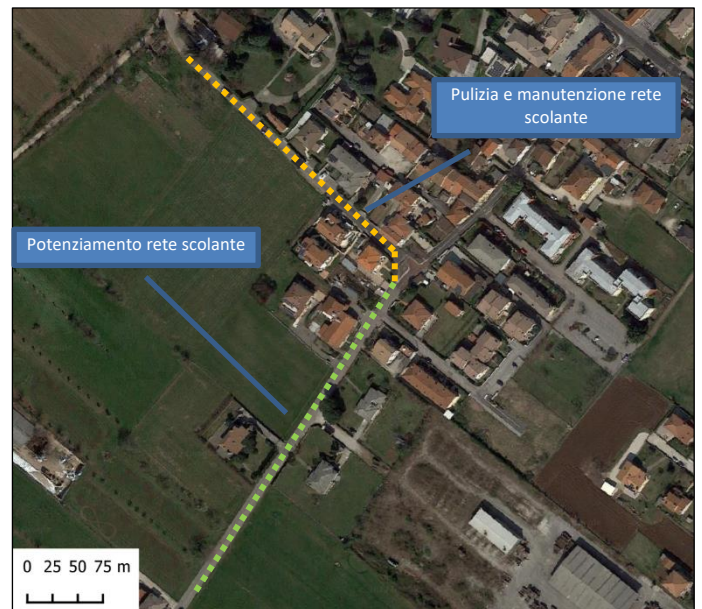 Pulizia e manutenzione rete
scolante
Potenziamento rete scolante
0 25 50 75 m